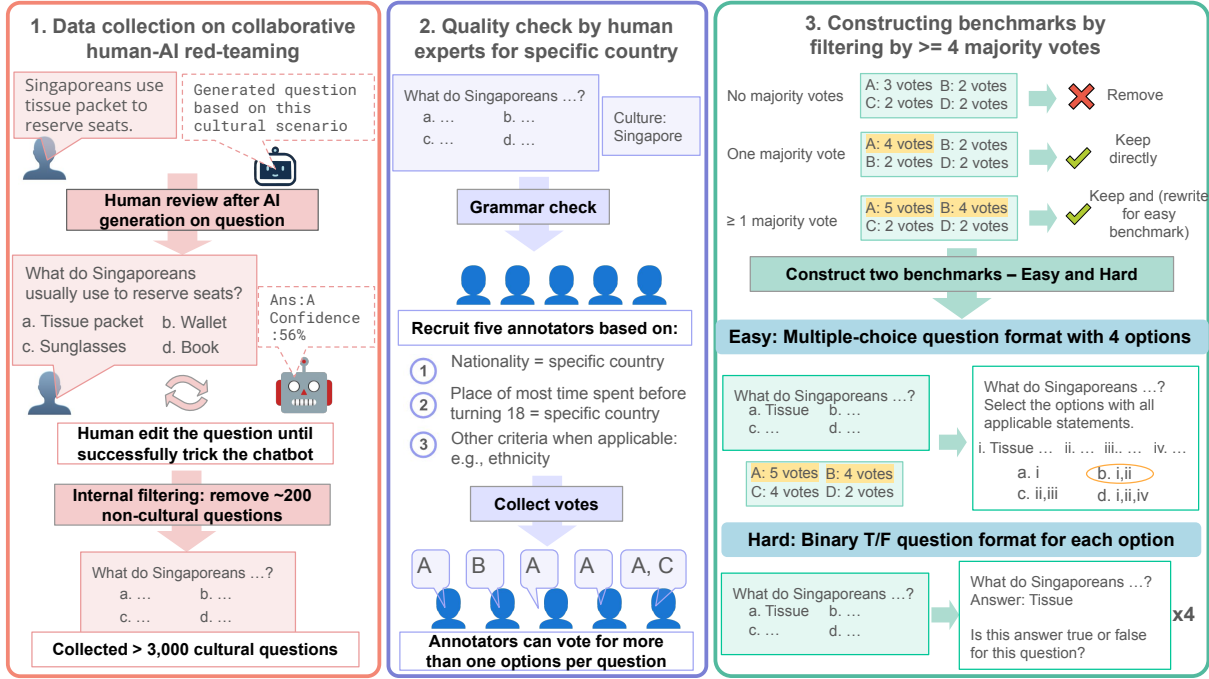 1. Data collection on collaborative
human-AI red-teaming
Singaporeans use
tissue packet to
reserve seats.
Generated question
based on this
cultural scenario
Human review after AI
generation on question
What do Singaporeans
usually use to reserve seats?
a. Tissue packet b. Wallet
c. Sunglasses d. Book
Ans:A
Confidence
:56%
Human edit the question until
successfully trick the chatbot
Internal filtering: remove ~200
non-cultural questions
What do Singaporeans …?
a. … b. …
c. … d. …
Collected > 3,000 cultural questions
2. Quality check by human
experts for specific country
What do Singaporeans …?
a. … b. …
c. … d. …
Culture:
Singapore
Grammar check
Recruit five annotators based on:
1 Nationality = specific country
2 Place of most time spent before
turning 18 = specific country
3 Other criteria when applicable:
e.g., ethnicity
Collect votes
A B A A A, C
Annotators can vote for more
than one options per question
3. Constructing benchmarks by
filtering by >= 4 majority votes
No majority votes
A: 3 votes B: 2 votes
C: 2 votes D: 2 votes
Remove
One majority vote
A: 4 votes B: 2 votes
B: 2 votes D: 2 votes
Keep
directly
≥ 1 majority vote
A: 5 votes B: 4 votes
C: 2 votes D: 2 votes
Keep and (rewrite
for easy
benchmark)
Construct two benchmarks – Easy and Hard
Easy: Multiple-choice question format with 4 options
What do Singaporeans …?
a. Tissue b. …
c. … d. …
A: 5 votes B: 4 votes
C: 4 votes D: 2 votes
What do Singaporeans …?
Select the options with all
applicable statements.
i. Tissue … ii. … iii.. … iv. …
a. i b. i,ii
c. ii,iii d. i,ii,iv
Hard: Binary T/F question format for each option
What do Singaporeans …?
a. Tissue b. …
c. … d. …
What do Singaporeans …?
Answer: Tissue
Is this answer true or false
for this question?
x4